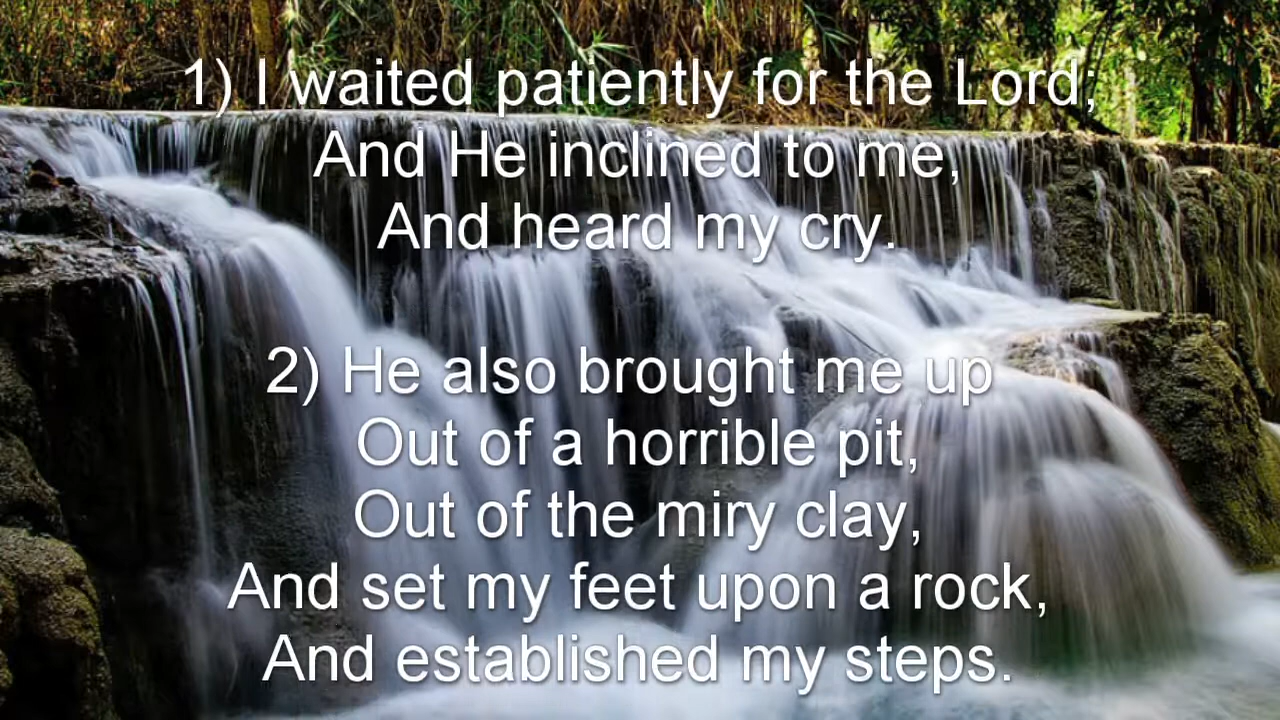 1) I waited patiently for the Lord;
And He inclined to me,
And heard my cry.
2) He also brought me up
Out of a horrible pit,
Out of the miry clay,
And set my feet upon a rock,
And established my steps.